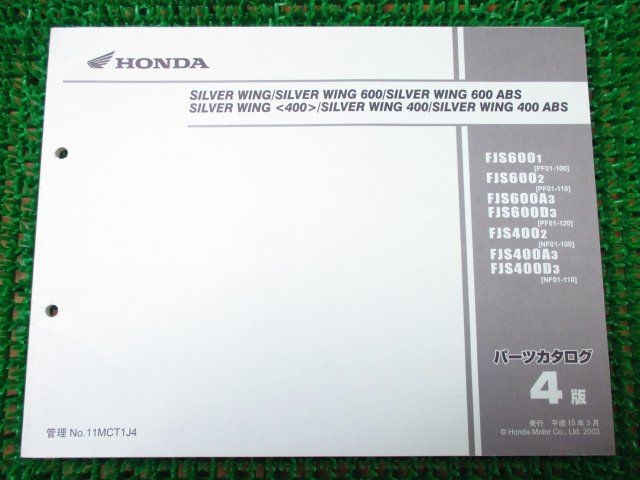 HONDA
SILVER WING/SILVER WING 600/SILVER WING 600 ABS
SILVER WING <400>/SILVER WING 400/SILVER WING 400 ABS
FJS6001
[PF01-100]
FJS6002
[PF01-110]
FJS600A3
FJS600D3
[PF01-120]
FJS4002
[NF01-100]
FJS400A3
FJS400D3
[NF01-110]
パーツカタログ
4 版
発行 平成15年3月
© Honda Motor Co., Ltd. 2003
管理 No.11MCT1J4